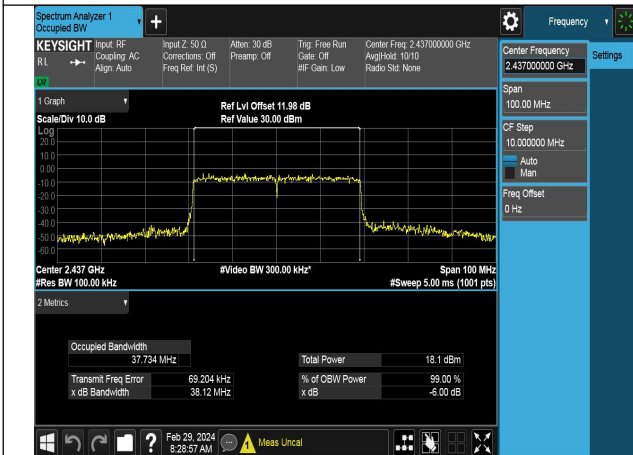 Spectrum Analyzer 1
Occupied BW
Frequency
KEYSIGHT
Input: RF
Coupling: AC
Align: Auto
Input Z: 50 Ω
Corrections: Off
Freq Ref: Int (S)
Atten: 30 dB
Preamp: Off
Trig: Free Run
Gate: Off
#IF Gain: Low
Center Freq: 2.437000000 GHz
Avg|Hold: 10/10
Radio Std: None
RL
LXI
Center Frequency
2.437000000 GHz
Settings
Span
100.00 MHz
CF Step
10.000000 MHz
Auto
Man
Freq Offset
0 Hz
1 Graph
Scale/Div 10.0 dB
Ref Lvl Offset 11.98 dB
Ref Value 30.00 dBm
Log
20.0
10.0
0.00
-10.0
-20.0
-30.0
-40.0
-50.0
-60.0
Center 2.437 GHz
#Res BW 100.00 kHz
#Video BW 300.00 kHz*
Span 100 MHz
#Sweep 5.00 ms (1001 pts)
2 Metrics
Occupied Bandwidth
37.734 MHz
Total Power 18.1 dBm
Transmit Freq Error 69.204 kHz
% of OBW Power 99.00 %
x dB Bandwidth 38.12 MHz
x dB -6.00 dB
Feb 29, 2024
8:28:57 AM
Meas Uncal